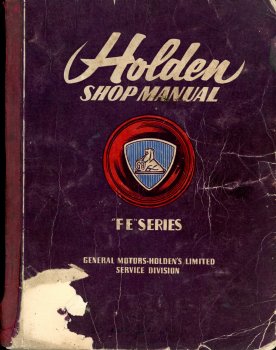 Holden
SHOP MANUAL
"FE" SERIES
GENERAL MOTORS-HOLDEN'S LIMITED
SERVICE DIVISION